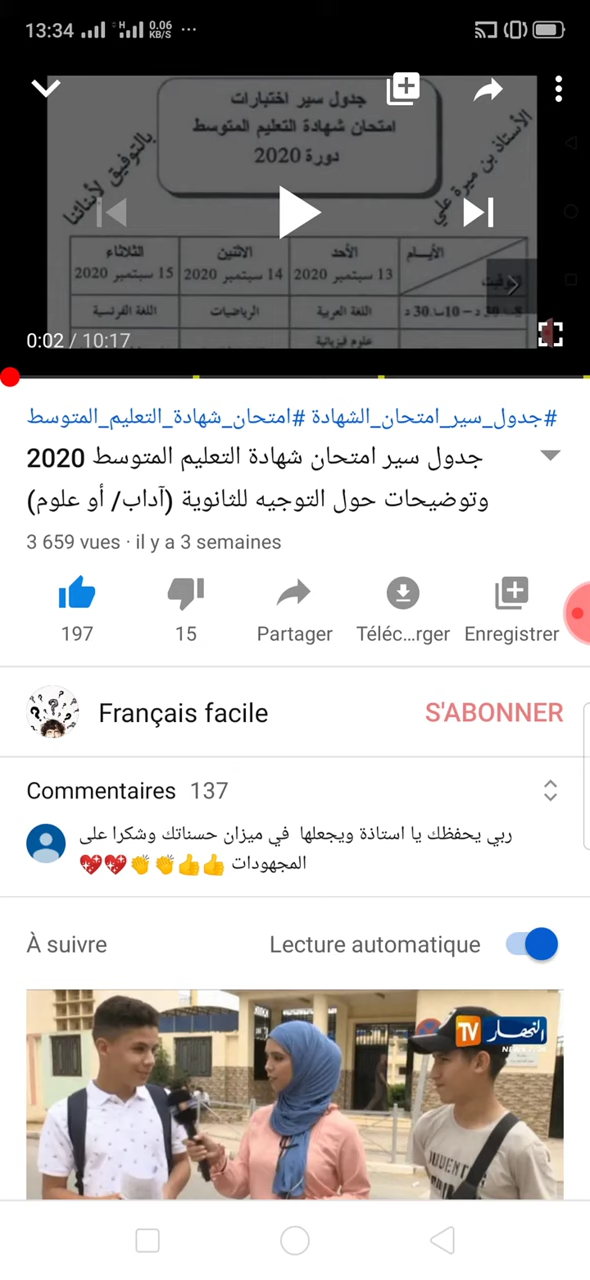 13:34 H 0.06 KB/S
جدول سير اختبارات
امتحان شهادة التعليم المتوسط
دورة 2020
بالتوفيق لأبنائنا
الأستاذ بن ميرة علي
الأيــام الأحد الاثنين الثلاثاء
13 سبتمبر 2020 14 سبتمبر 2020 15 سبتمبر 2020
اللغة العربية الرياضيات اللغة الفرنسية
علوم فيزيائية
0:02 / 10:17
#جدول_سير_امتحان_الشهادة #امتحان_شهادة_التعليم_المتوسط
جدول سير امتحان شهادة التعليم المتوسط 2020
وتوضيحات حول التوجيه للثانوية (آداب/ أو علوم)
3 659 vues · il y a 3 semaines
197 15 Partager Téléc...rger Enregistrer
Français facile S'ABONNER
Commentaires 137
ربي يحفظك يا استاذة ويجعلها في ميزان حسناتك وشكرا على
المجهودات 👍👍👏👏💖💖
À suivre Lecture automatique
النهار TV